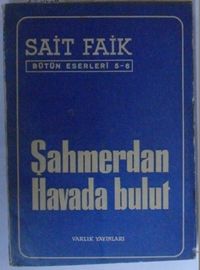 SAİT FAİK
BÜTÜN ESERLERİ 5-6
Şahmerdan
Havada bulut
VARLIK YAYINLARI